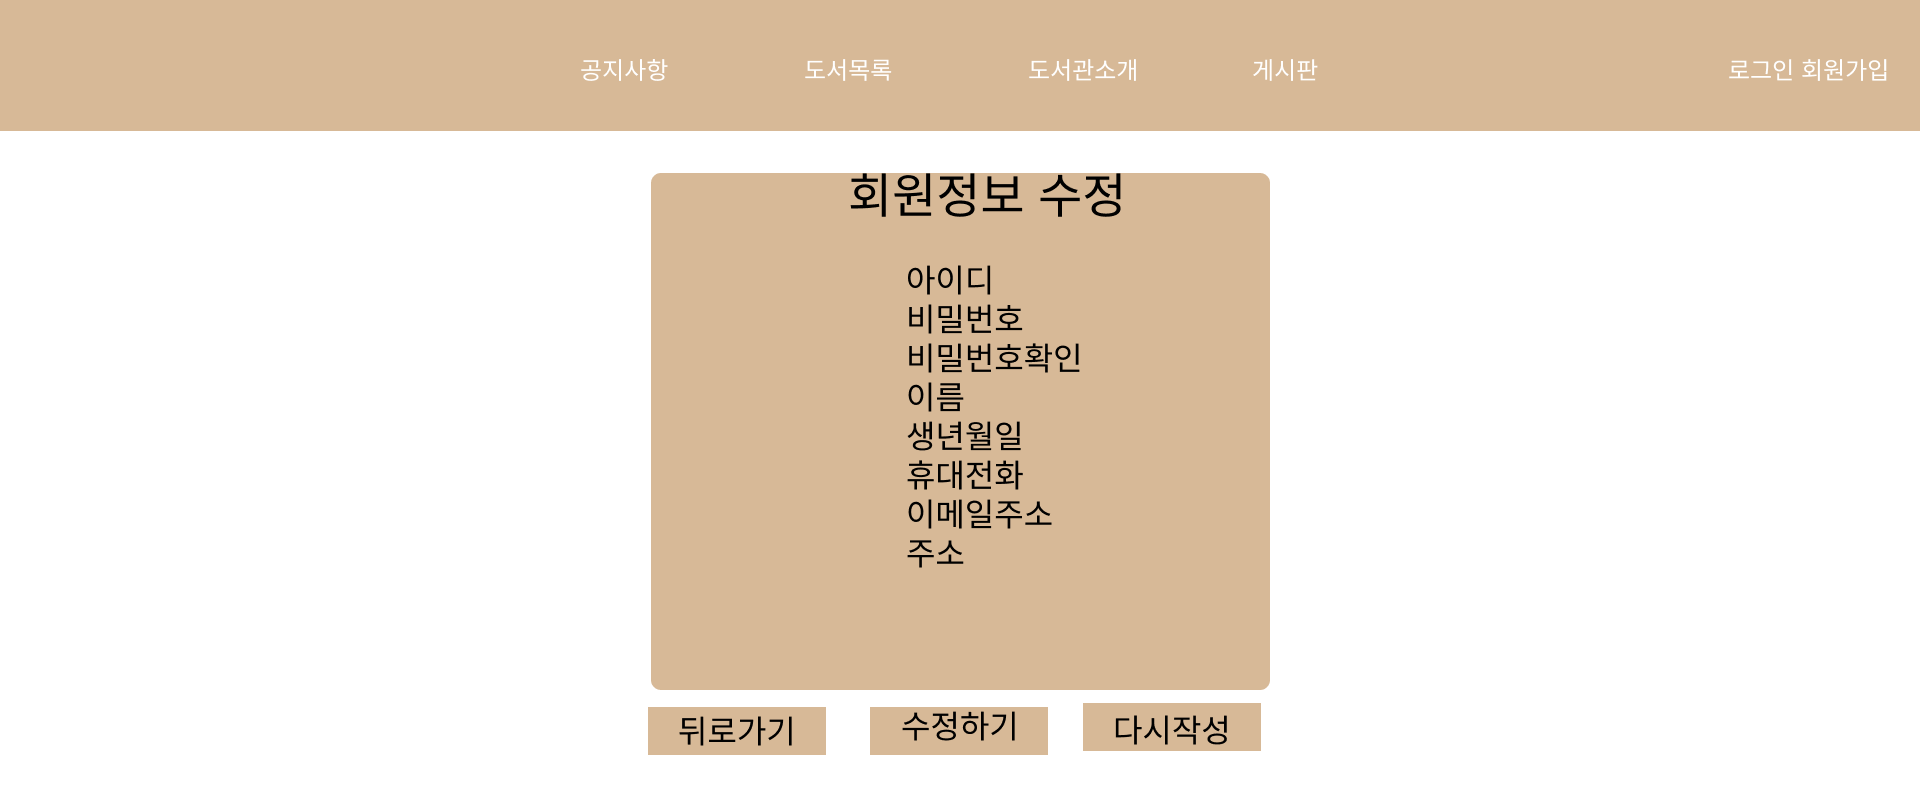 공지사항 도서목록 도서관소개 게시판 로그인 회원가입
회원정보 수정
아이디
비밀번호
비밀번호확인
이름
생년월일
휴대전화
이메일주소
주소
뒤로가기 수정하기 다시작성